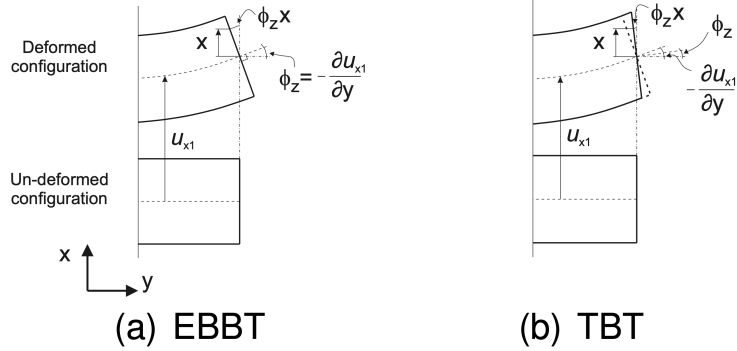 ϕzx
x
Deformed
configuration
ϕz= -∂ux1/∂y
ux1
Un-deformed
configuration
x
y
(a) EBBT
ϕzx
x
ϕz
-∂ux1/∂y
ux1
(b) TBT